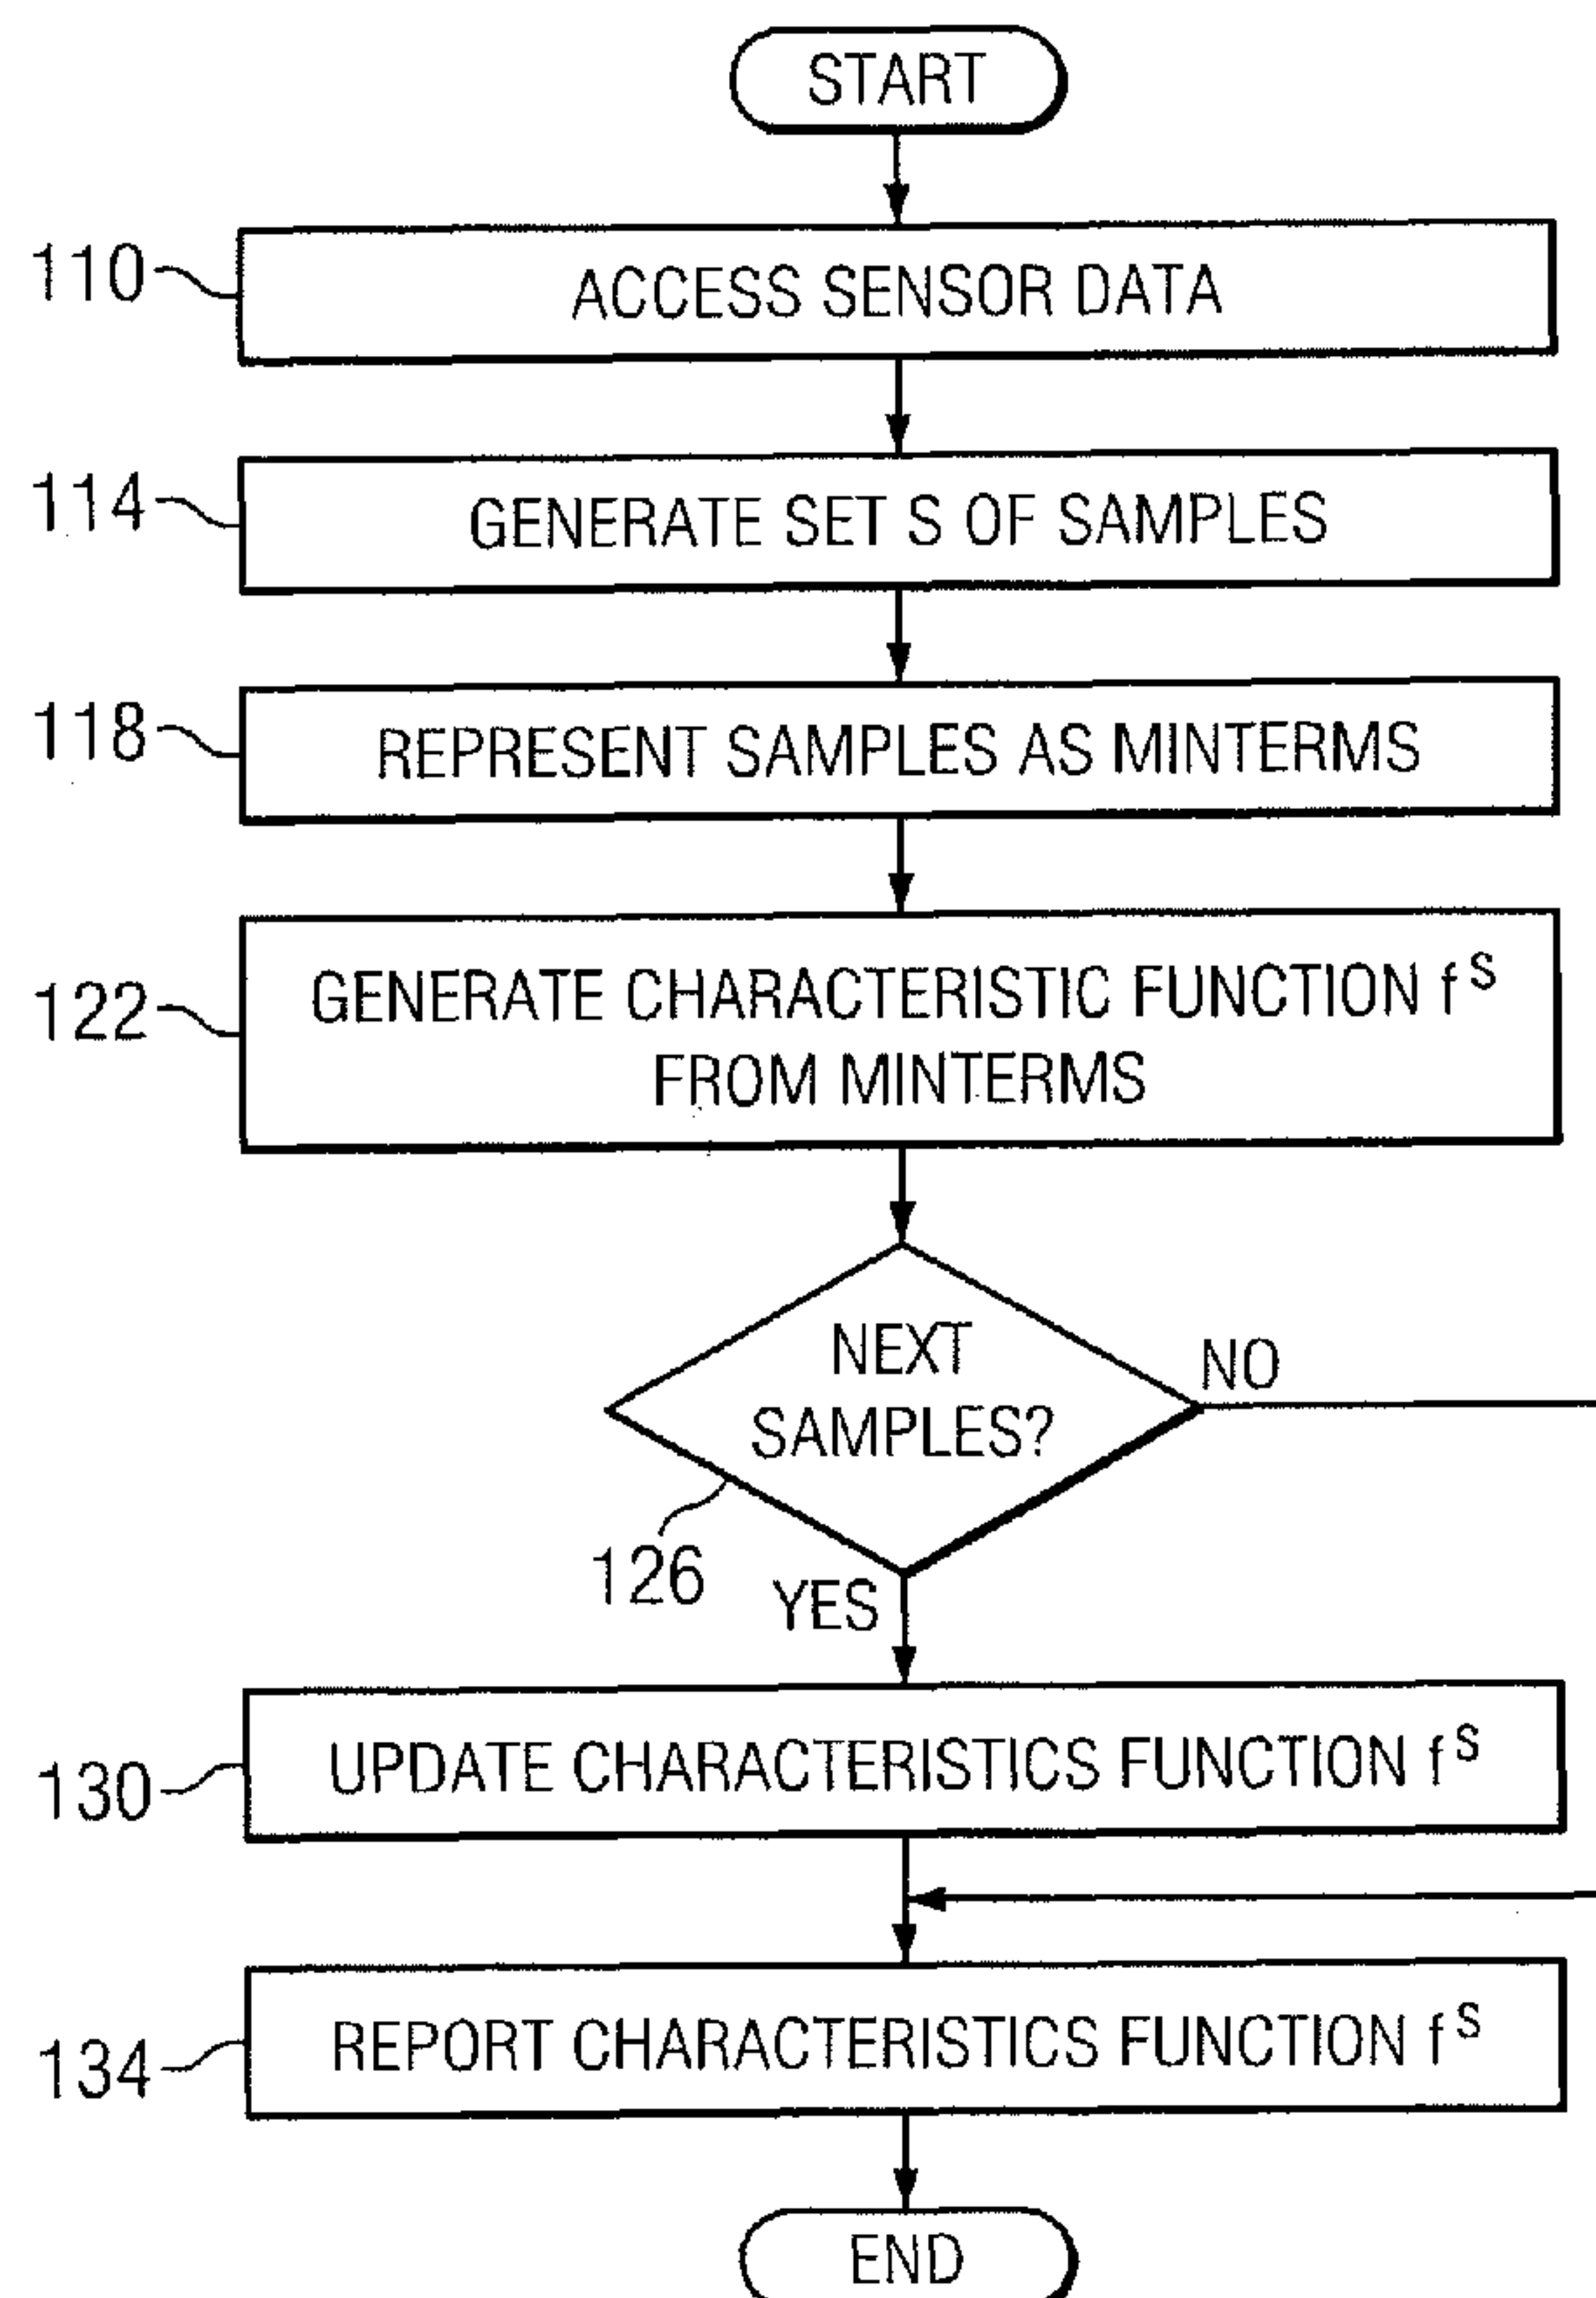 START
110
ACCESS SENSOR DATA
114
GENERATE SET S OF SAMPLES
118
REPRESENT SAMPLES AS MINTERMS
122
GENERATE CHARACTERISTIC FUNCTION f^S
FROM MINTERMS
NEXT
SAMPLES?
NO
126
YES
130
UPDATE CHARACTERISTICS FUNCTION f^S
134
REPORT CHARACTERISTICS FUNCTION f^S
END